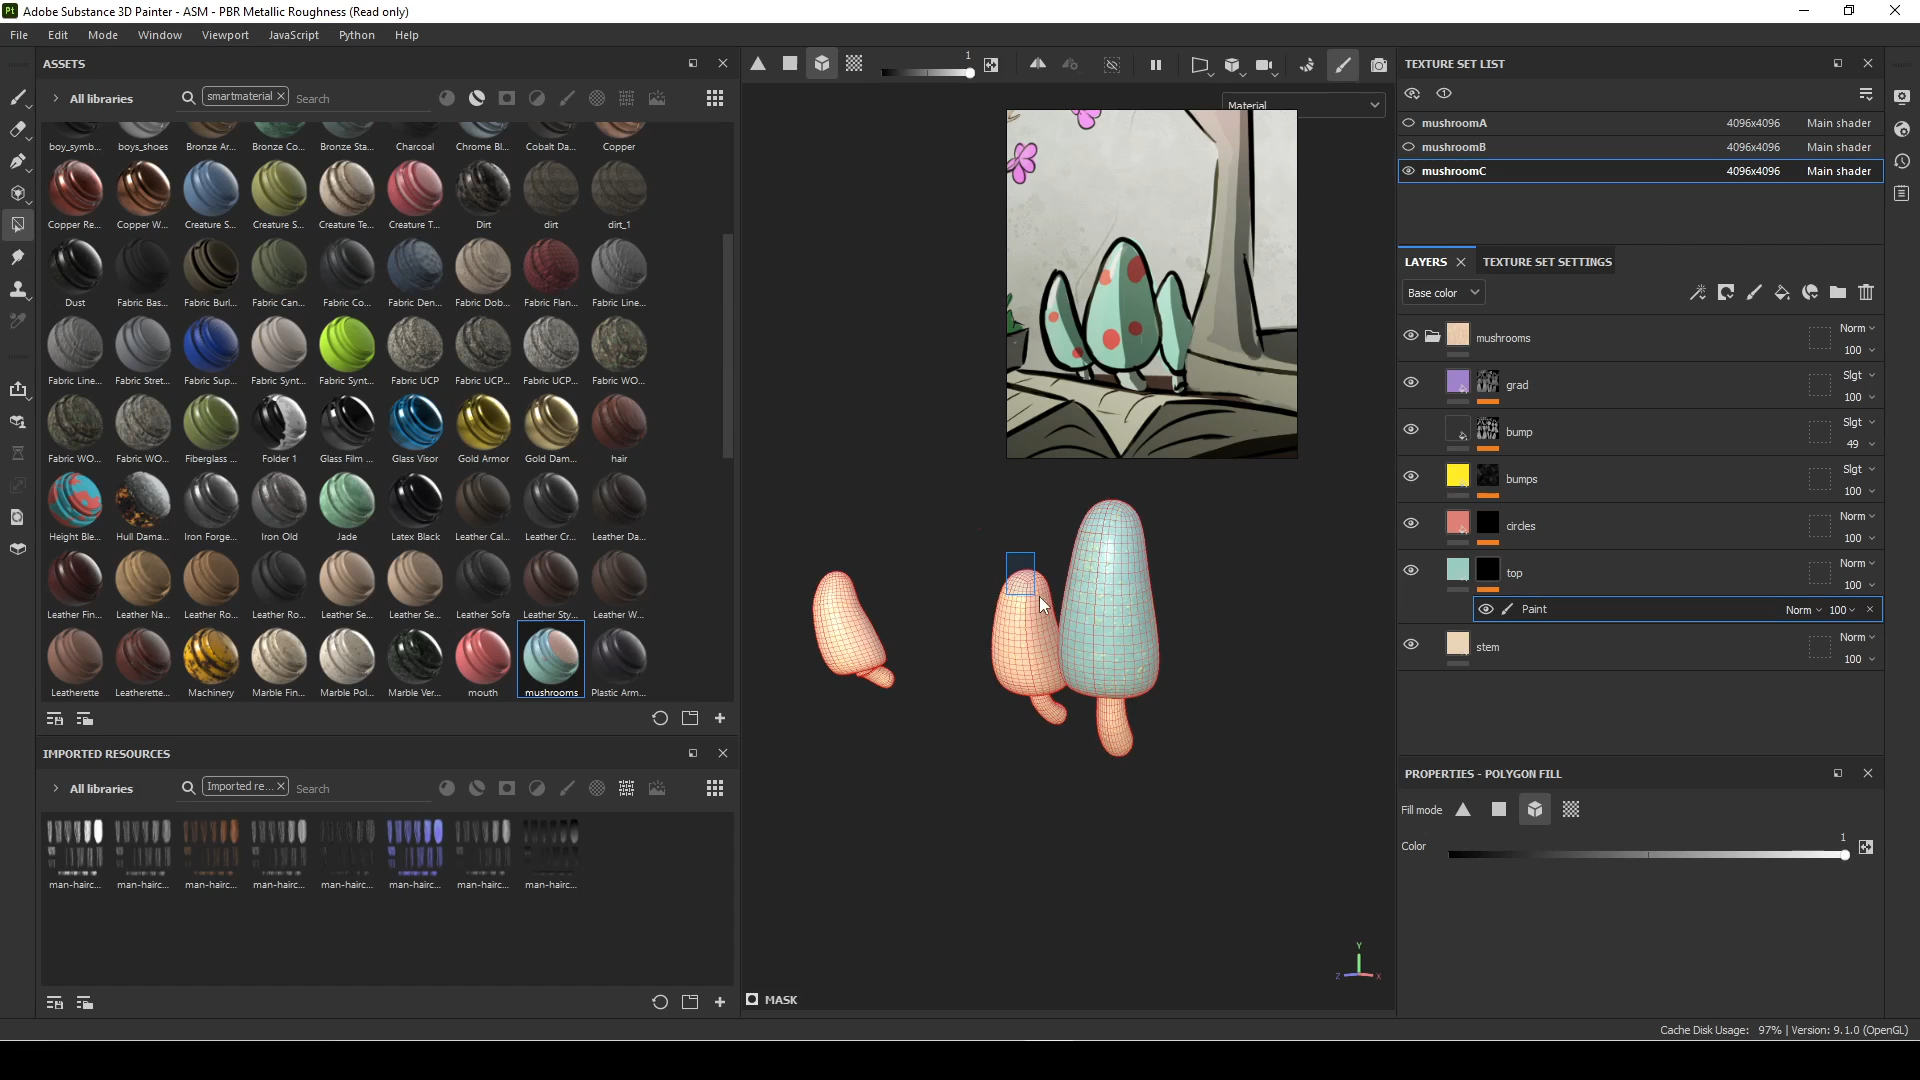 Adobe Substance 3D Painter - ASM - PBR Metallic Roughness (Read only)
File Edit Mode Window Viewport JavaScript Python Help
ASSETS
All libraries smartmaterial Search
boy_symb... boys_shoes Bronze Ar... Bronze Co... Bronze Sta... Charcoal Chrome Bl... Cobalt Da... Copper
Copper Re... Copper W... Creature S... Creature S... Creature Te... Creature T... Dirt dirt dirt_1
Dust Fabric Bas... Fabric Burl... Fabric Can... Fabric Co... Fabric Den... Fabric Dob... Fabric Flan... Fabric Line...
Fabric Line... Fabric Stret... Fabric Sup... Fabric Synt... Fabric Synt... Fabric UCP Fabric UCP... Fabric UCP... Fabric WO...
Fabric WO... Fabric WO... Fiberglass ... Folder 1 Glass Film ... Glass Visor Gold Armor Gold Dam... hair
Height Ble... Hull Dama... Iron Forge... Iron Old Jade Latex Black Leather Cal... Leather Cr... Leather Da...
Leather Fin... Leather Na... Leather Ro... Leather Ro... Leather Se... Leather Se... Leather Sofa Leather Sty... Leather W...
Leatherette Leatherette... Machinery Marble Fin... Marble Pol... Marble Ver... mouth mushrooms Plastic Arm...
IMPORTED RESOURCES
All libraries Imported re... Search
man-hairc... man-hairc... man-hairc... man-hairc... man-hairc... man-hairc... man-hairc... man-hairc...
1
Material
Y
Z X
MASK
TEXTURE SET LIST
mushroomA 4096x4096 Main shader
mushroomB 4096x4096 Main shader
mushroomC 4096x4096 Main shader
LAYERS TEXTURE SET SETTINGS
Base color
mushrooms Norm 100
grad Slgt 100
bump Slgt 49
bumps Slgt 100
circles Norm 100
top Norm 100
Paint Norm 100
stem Norm 100
PROPERTIES - POLYGON FILL
Fill mode
Color 1
Cache Disk Usage: 97% | Version: 9.1.0 (OpenGL)